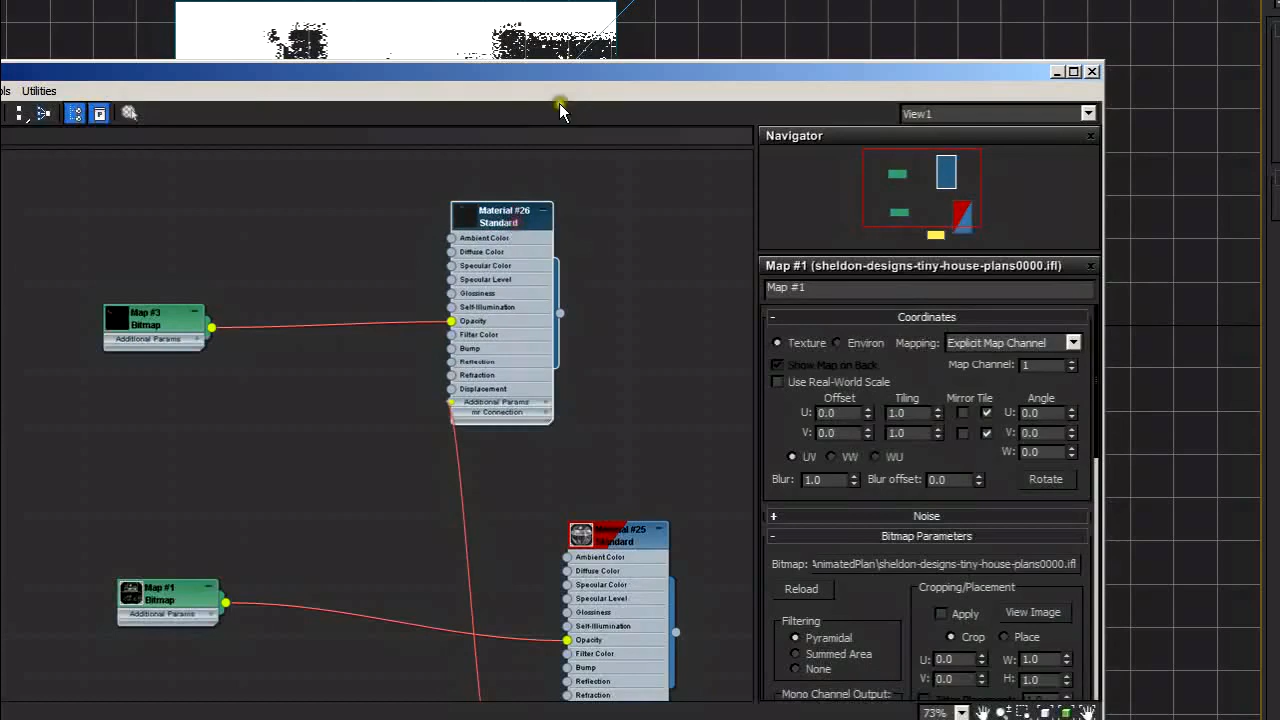 ols Utilities
View1
Navigator
Material #26
Standard
Ambient Color
Diffuse Color
Specular Color
Specular Level
Glossiness
Self-Illumination
Opacity
Filter Color
Bump
Reflection
Refraction
Displacement
Additional Params +
mr Connection +
Map #3
Bitmap
Additional Params +
Map #1
Bitmap
Additional Params +
Standard
Ambient Color
Diffuse Color
Specular Color
Specular Level
Glossiness
Self-Illumination
Opacity
Filter Color
Bump
Reflection
Refraction
Map #1 (sheldon-designs-tiny-house-plans0000.ifl)
Map #1
- Coordinates
Texture Environ Mapping: Explicit Map Channel
Show Map on Back Map Channel: 1
Use Real-World Scale
Offset Tiling Mirror Tile Angle
U: 0.0 1.0 U: 0.0
V: 0.0 1.0 V: 0.0
UV VW WU W: 0.0
Blur: 1.0 Blur offset: 0.0 Rotate
+ Noise
- Bitmap Parameters
Bitmap: AnimatedPlan\sheldon-designs-tiny-house-plans0000.ifl
Reload
Cropping/Placement
Apply View Image
Crop Place
U: 0.0 W: 1.0
V: 0.0 H: 1.0
Filtering
Pyramidal
Summed Area
None
Mono Channel Output:
73%